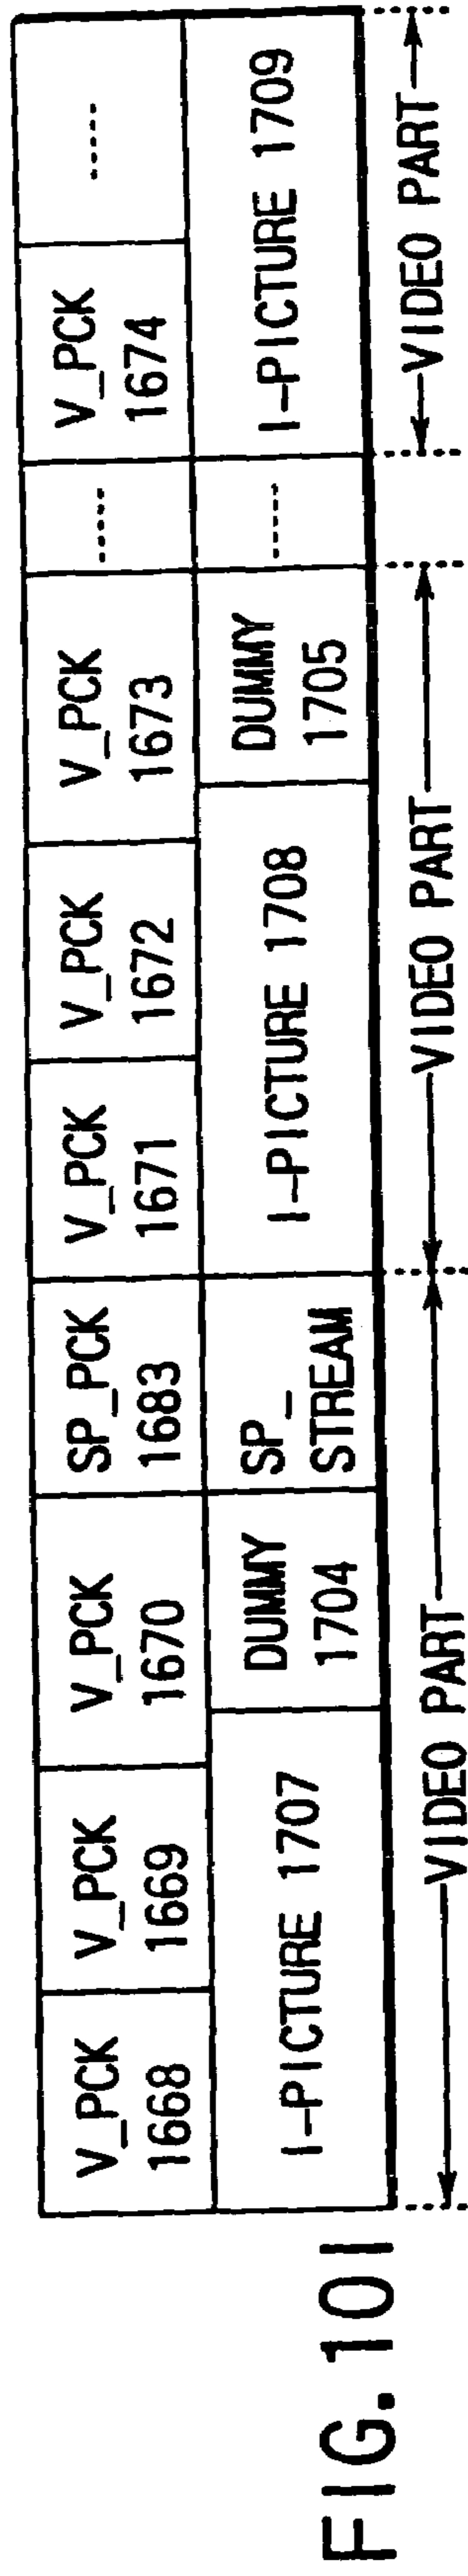 V_PCK
1668
V_PCK
1669
V_PCK
1670
SP_PCK
1683
V_PCK
1671
V_PCK
1672
V_PCK
1673
-----
V_PCK
1674
-----
I-PICTURE 1707
DUMMY
1704
SP_
STREAM
I-PICTURE 1708
DUMMY
1705
-----
I-PICTURE 1709
VIDEO PART
VIDEO PART
VIDEO PART
FIG. 10I